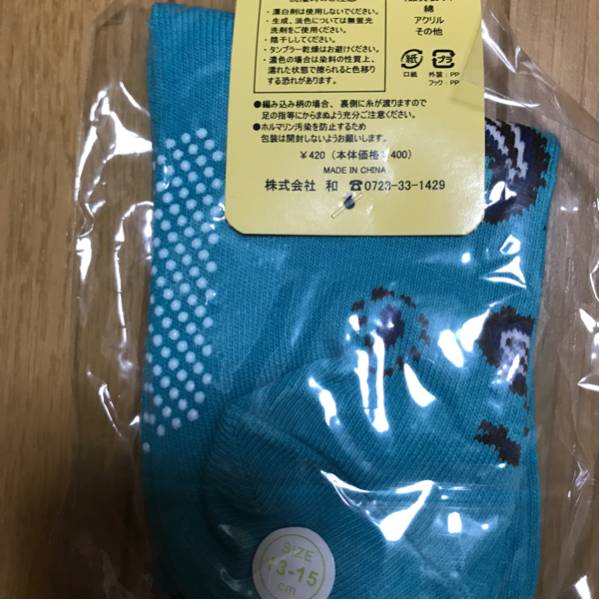 ・漂白剤は使用しないでください。
・生成、淡色については無蛍光
洗剤をご使用ください。
・陰干ししてください。
・タンブラー乾燥はお避けください。
・濃色の場合は染料の性質上、
濡れた状態で擦られると色移り
する恐れがあります。
綿
アクリル
その他
紙
口紙
プラ
外装：PP
フック：PP
●編み込み柄の場合、裏側に糸が渡りますので
足の指等にからまぬよう充分ご注意ください。
●ホルマリン汚染を防止するため
包装は開封しないようお願いします。
￥420（本体価格￥400）
MADE IN CHINA
株式会社 和 ☎0723-33-1429
SIZE
13-15
cm